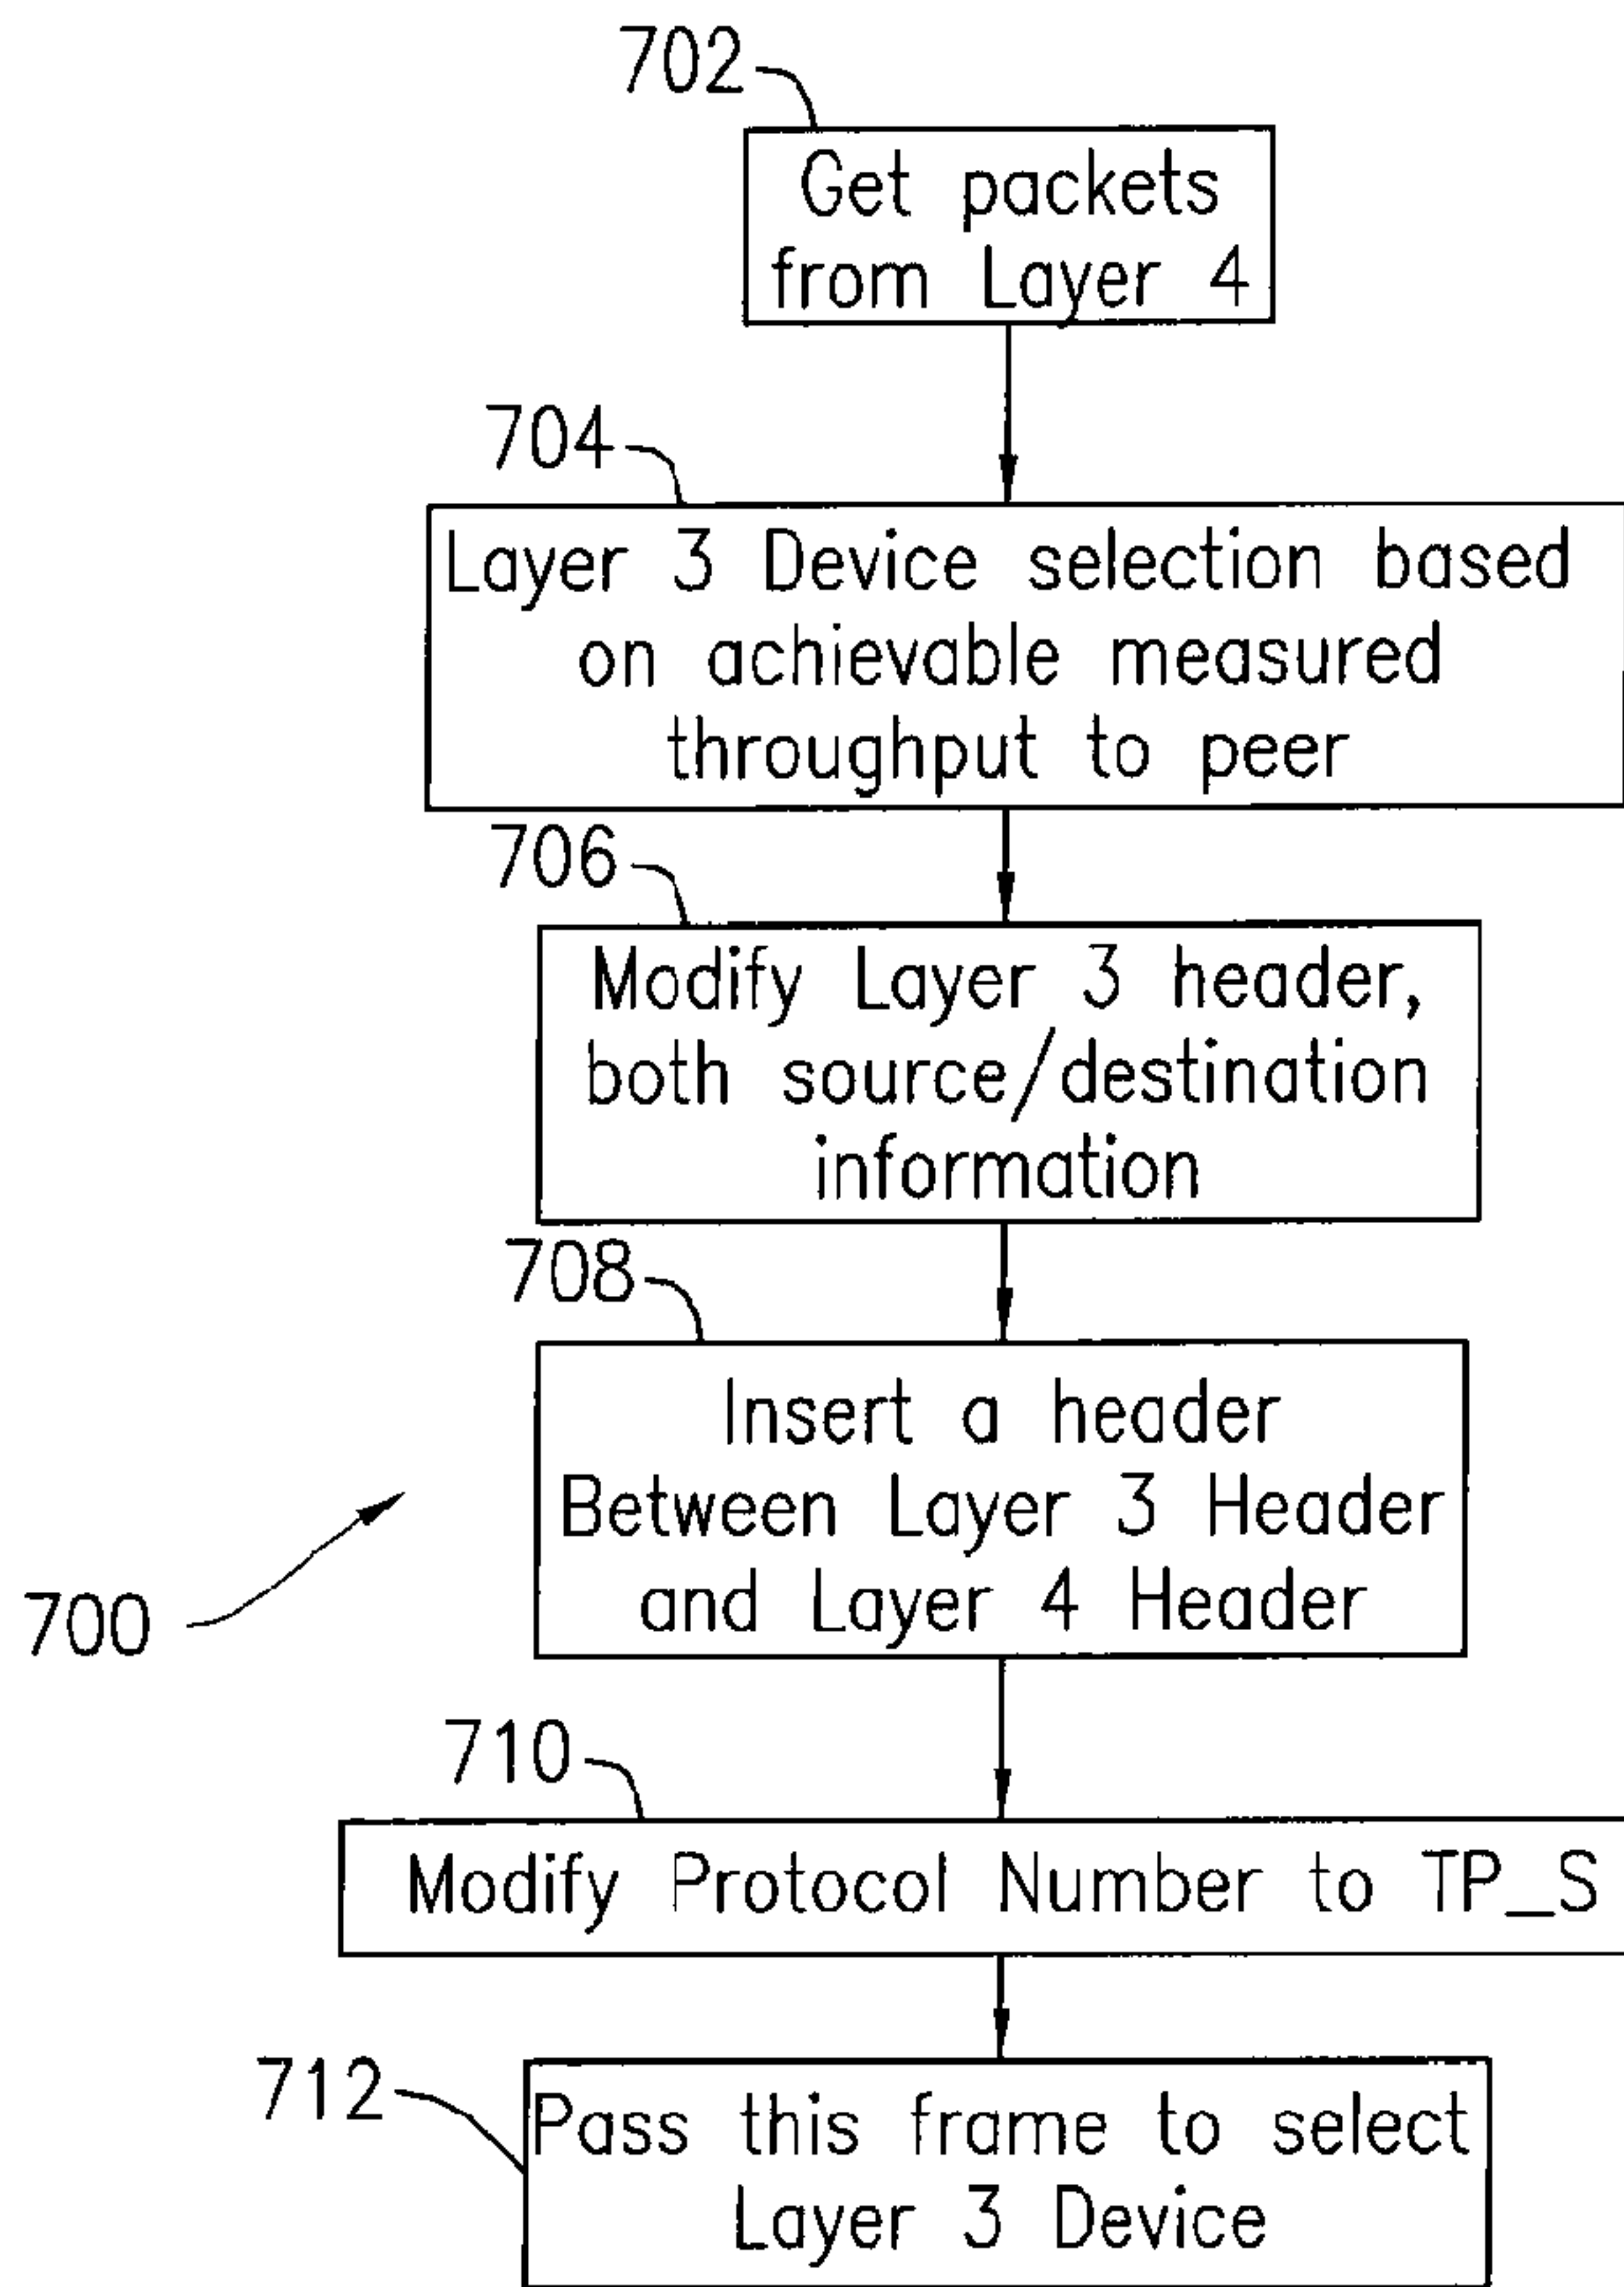 702
Get packets
from Layer 4
704
Layer 3 Device selection based
on achievable measured
throughput to peer
706
Modify Layer 3 header,
both source/destination
information
708
Insert a header
Between Layer 3 Header
and Layer 4 Header
700
710
Modify Protocol Number to TP_S
712
Pass this frame to select
Layer 3 Device